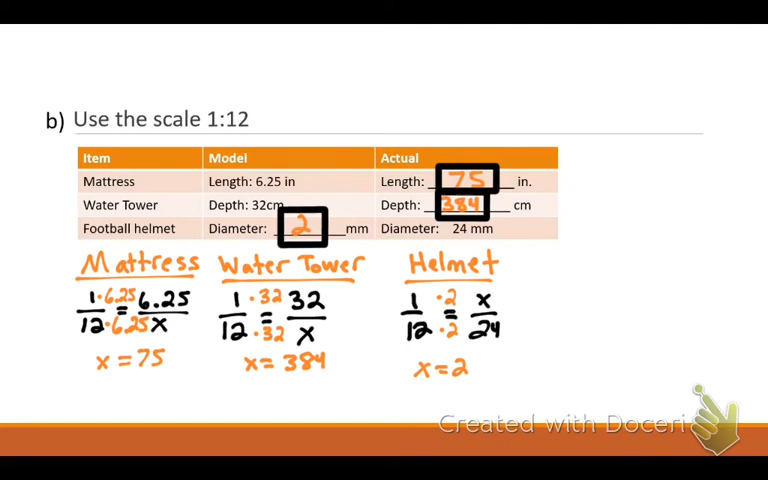 b) Use the scale 1:12
Item Model Actual
Mattress Length: 6.25 in Length: 75 in.
Water Tower Depth: 32cm Depth: 384 cm
Football helmet Diameter: 2 mm Diameter: 24 mm
Mattress Water Tower Helmet
1 • 6.25 6.25 1 • 32 32 1 • 2 x
= = =
12 • 6.25 x 12 • 32 x 12 • 2 24
x = 75 x = 384 x = 2
Created with Doceri